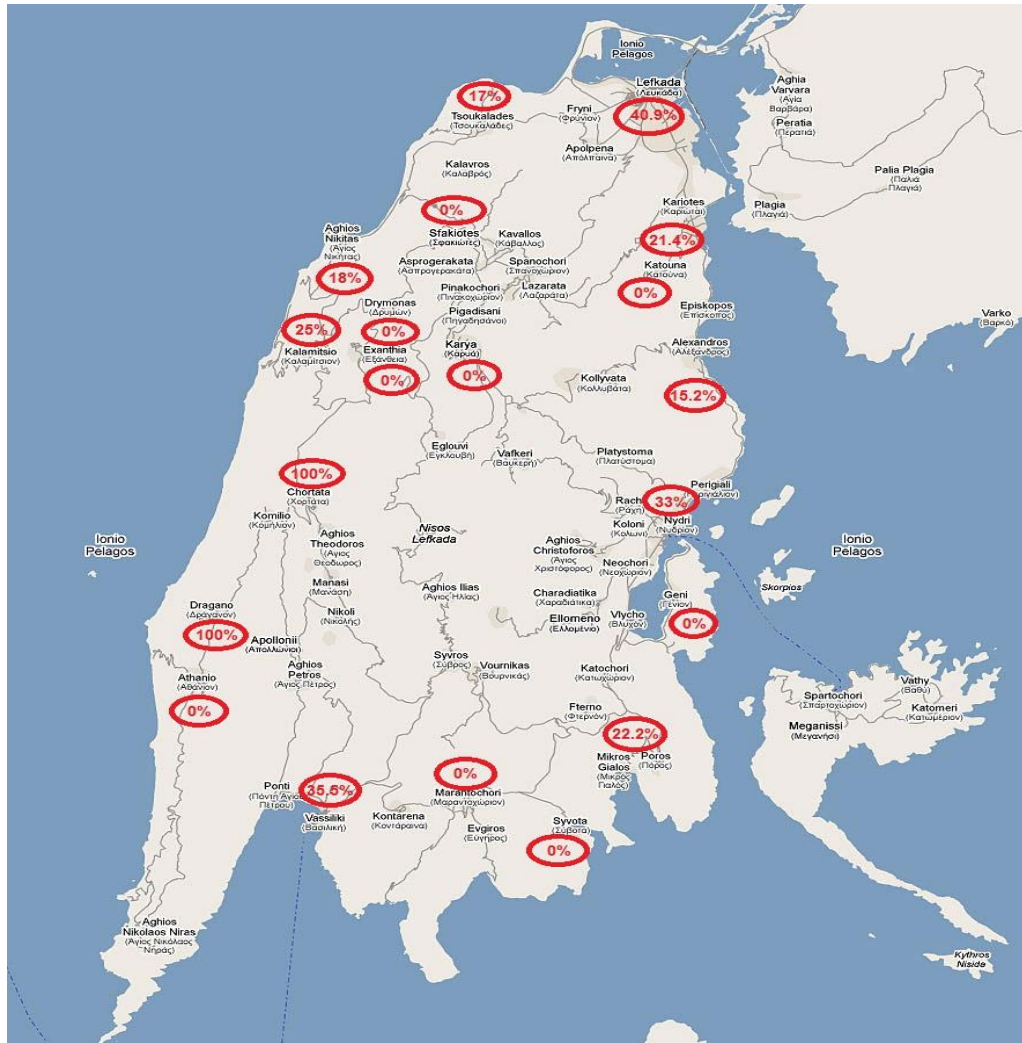 Ionio
Pelagos
Lefkada
(Λευκάδα)
17%
Tsoukalades
(Τσουκαλάδες)
Fryni
(Φρύνιον)
40.9%
Apolpena
(Απόλπαινα)
Aghia
Varvara
(Αγία
Βαρβάρα)
Peratia
(Περατιά)
Palia Plagia
(Παλιά
Πλαγιά)
Plagia
(Πλαγιά)
Kalavros
(Καλαβρός)
Kariotes
(Καριώται)
0%
Sfakiotes
(Σφακιώτες)
Kavallos
(Κάβαλλος)
21.4%
Aghios
Nikitas
(Άγιος
Νικήτας)
18%
Asprogerakata
(Ασπρογερακάτα)
Spanochori
(Σπανοχώριον)
Katouna
(Κατούνα)
0%
Pinakochori
(Πινακοχώριον)
Lazarata
(Λαζαράτα)
Drymonas
(Δρυμών)
Pigadisani
(Πηγαδησάνοι)
Episkopos
(Επίσκοπος)
Varko
(Βαρκό)
25%
0%
Kalamitsio
(Καλαμίτσιον)
Exanthia
(Εξάνθεια)
Karya
(Καρυά)
Alexandros
(Αλέξανδρος)
0%
0%
Kollyvata
(Κολλυβάτα)
15.2%
Eglouvi
(Εγκλουβή)
Vafkeri
(Βαυκερή)
Platystoma
(Πλατύστομα)
100%
Chortata
(Χορτάτα)
Perigiali
33%
Komilio
(Κομήλιον)
Nisos
Lefkada
Koloni
(Κολωνι)
Nydri
(Νυδρίον)
Ionio
Pelagos
Aghios
Theodoros
(Άγιος
Θεόδωρος)
Aghios
Christoforos
(Άγιος
Χριστόφορος)
Neochori
(Νεοχώριον)
Ionio
Pelagos
Manasi
(Μανάση)
Aghios Ilias
(Άγιος Ηλίας)
Charadiatika
(Χαραδιάτικα)
Geni
(Γένιον)
Skorpios
Dragano
(Δράγανον)
Nikoli
(Νικολής)
Ellomeno
(Ελλομένιο)
Vlycho
(Βλυχόν)
0%
100%
Apollonii
(Απολλώνιοι)
Athanio
(Αθάνιον)
Aghios
Petros
(Άγιος Πέτρος)
Syvros
(Σύβρος)
Vournikas
(Βουρνικάς)
Katochori
(Κατωχώριον)
Spartochori
(Σπαρτοχώριον)
Vathy
(Βαθύ)
Katomeri
(Κατωμέριον)
0%
Fterno
(Φτερνόν)
Meganissi
(Μεγανήσι)
22.2%
Mikros
Gialos
(Μικρός
Γιαλός)
Poros
(Πόρος)
0%
Ponti
(Ποντή Άγιου
Πέτρου)
35,5%
Marantochori
(Μαραντοχώριον)
Vassiliki
(Βασιλική)
Kontarena
(Κοντάραινα)
Evgiros
(Εύγηρος)
Syvota
(Σύβοτα)
0%
Aghios
Nikolaos Niras
(Άγιος Νικόλαος
Νηράς)
Kythros
Nisida